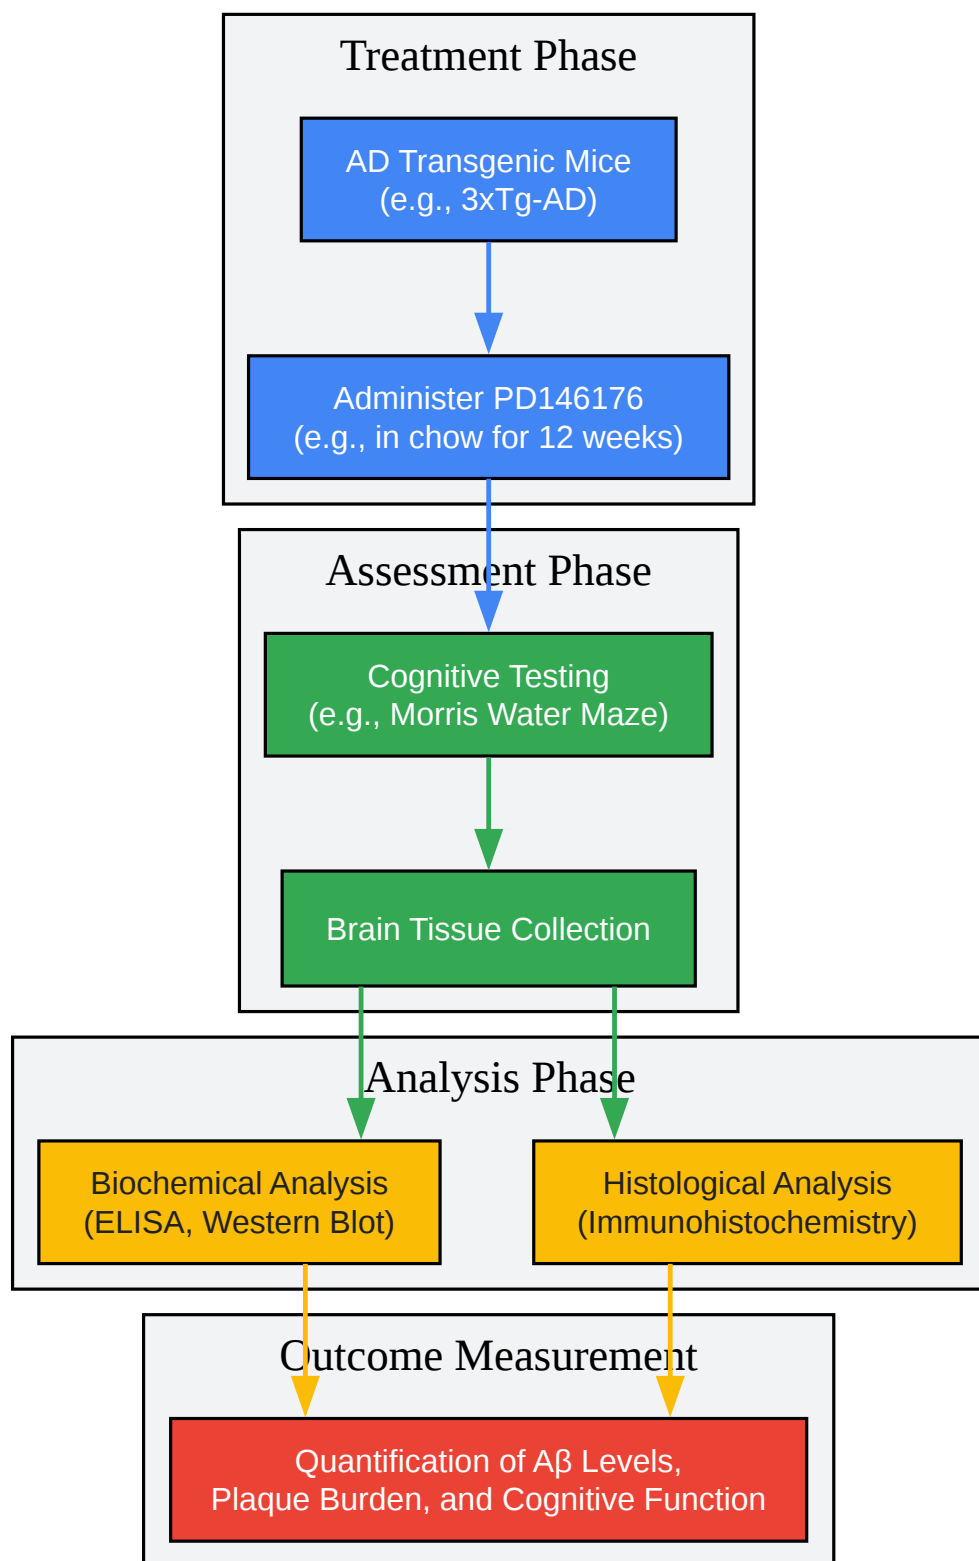 Treatment Phase
AD Transgenic Mice
(e.g., 3xTg-AD)
Administer PD146176
(e.g., in chow for 12 weeks)
Assessment Phase
Cognitive Testing
(e.g., Morris Water Maze)
Brain Tissue Collection
Analysis Phase
Biochemical Analysis
(ELISA, Western Blot)
Histological Analysis
(Immunohistochemistry)
Outcome Measurement
Quantification of Aβ Levels,
Plaque Burden, and Cognitive Function